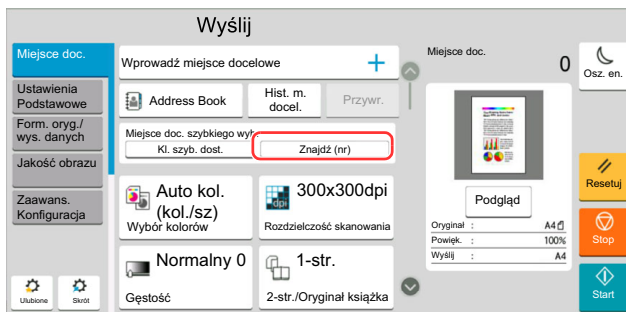 Wyślij
Miejsce doc.
Ustawienia
Podstawowe
Form. oryg./
wys. danych
Jakość obrazu
Zaawans.
Konfiguracja
Ulubione
Skrót
Wprowadź miejsce docelowe
Address Book
Hist. m.
docel.
Przywr.
Miejsce doc. szybkiego wyb
Kl. szyb. dost.
Znajdź (nr)
Auto kol.
(kol./sz)
Wybór kolorów
300x300dpi
dpi
Rozdzielczość skanowania
Normalny 0
Gęstość
1-str.
2-str./Oryginał książka
Miejsce doc.
0
Podgląd
Oryginał : A4
Powięk. : 100%
Wyślij : A4
Osz. en.
Resetuj
Stop
Start